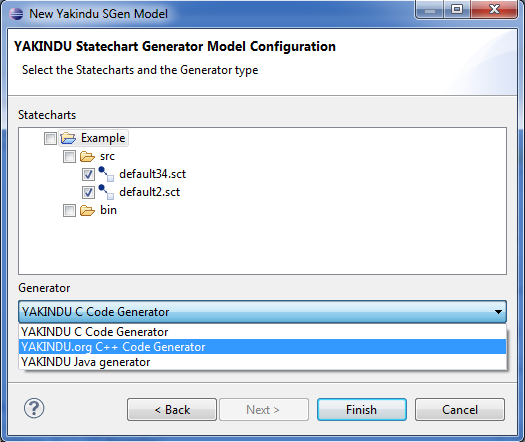 New Yakindu SGen Model
YAKINDU Statechart Generator Model Configuration
Select the Statecharts and the Generator type
Statecharts
Example
src
default34.sct
default2.sct
bin
Generator
YAKINDU C Code Generator
YAKINDU C Code Generator
YAKINDU.org C++ Code Generator
YAKINDU Java generator
?
< Back
Next >
Finish
Cancel